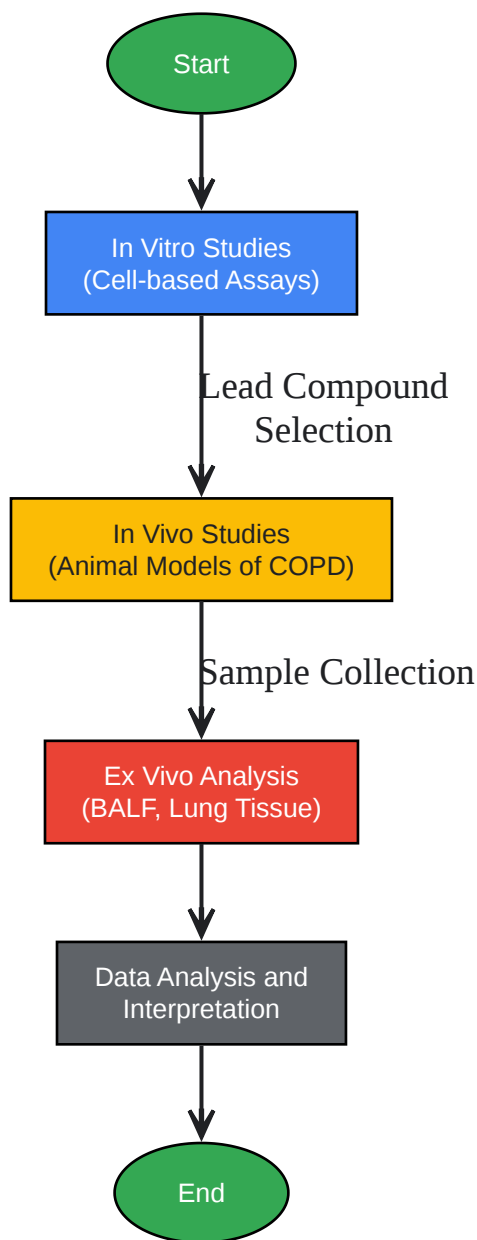 Start
In Vitro Studies
(Cell-based Assays)
Lead Compound
Selection
In Vivo Studies
(Animal Models of COPD)
Sample Collection
Ex Vivo Analysis
(BALF, Lung Tissue)
Data Analysis and
Interpretation
End